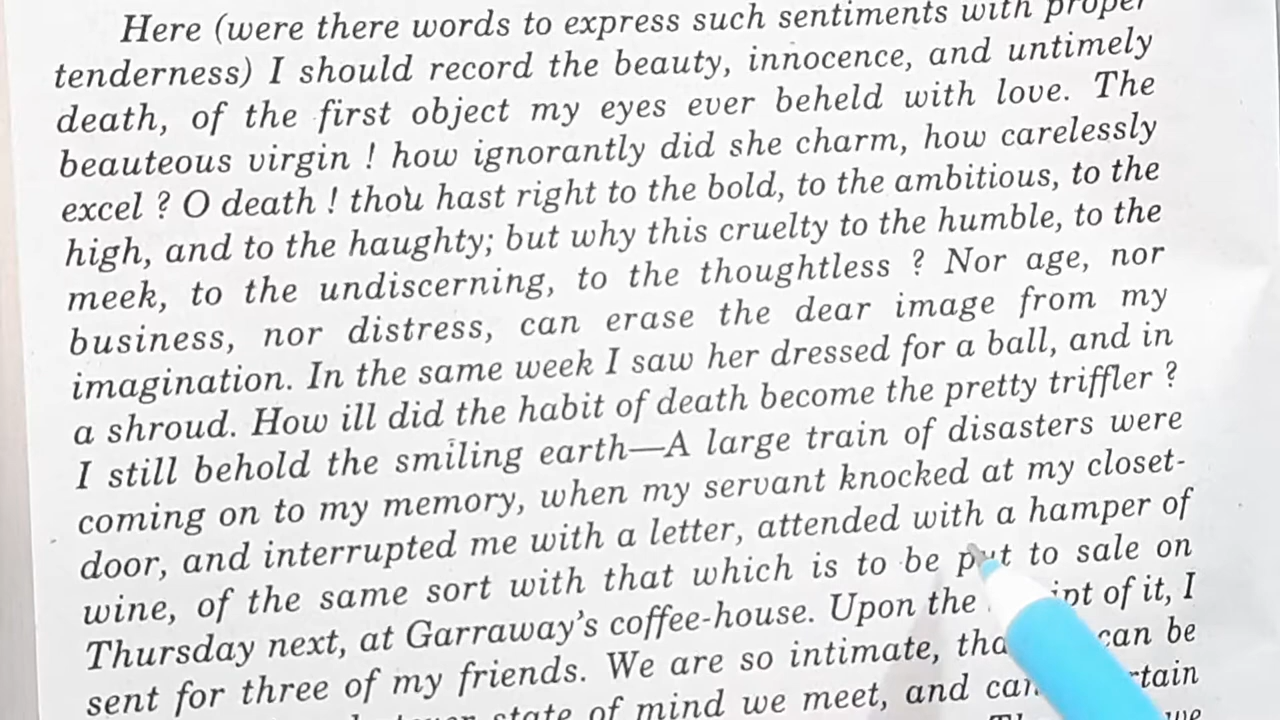 Here (were there words to express such sentiments with proper
tenderness) I should record the beauty, innocence, and untimely
death, of the first object my eyes ever beheld with love. The
beauteous virgin ! how ignorantly did she charm, how carelessly
excel ? O death ! thou hast right to the bold, to the ambitious, to the
high, and to the haughty; but why this cruelty to the humble, to the
meek, to the undiscerning, to the thoughtless ? Nor age, nor
business, nor distress, can erase the dear image from my
imagination. In the same week I saw her dressed for a ball, and in
a shroud. How ill did the habit of death become the pretty triffler ?
I still behold the smiling earth—A large train of disasters were
coming on to my memory, when my servant knocked at my closet-
door, and interrupted me with a letter, attended with a hamper of
wine, of the same sort with that which is to be put to sale on
Thursday next, at Garraway's coffee-house. Upon the of it, I
sent for three of my friends. We are so intimate, can be
state of mind we meet, and can
we